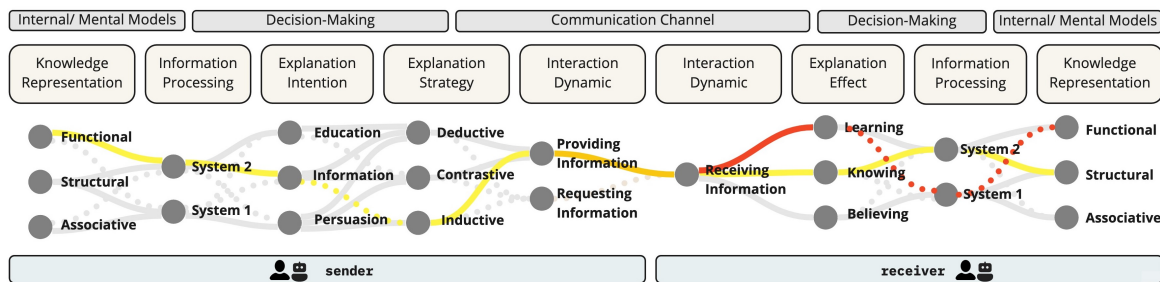 Internal/ Mental Models
Decision-Making
Communication Channel
Decision-Making
Internal/ Mental Models
Knowledge
Representation
Information
Processing
Explanation
Intention
Explanation
Strategy
Interaction
Dynamic
Interaction
Dynamic
Explanation
Effect
Information
Processing
Knowledge
Representation
Functional
Structural
Associative
System 2
System 1
Education
Information
Persuasion
Deductive
Contrastive
Inductive
Providing
Information
Requesting
Information
Receiving
Information
Learning
Knowing
Believing
System 2
System 1
Functional
Structural
Associative
sender
receiver